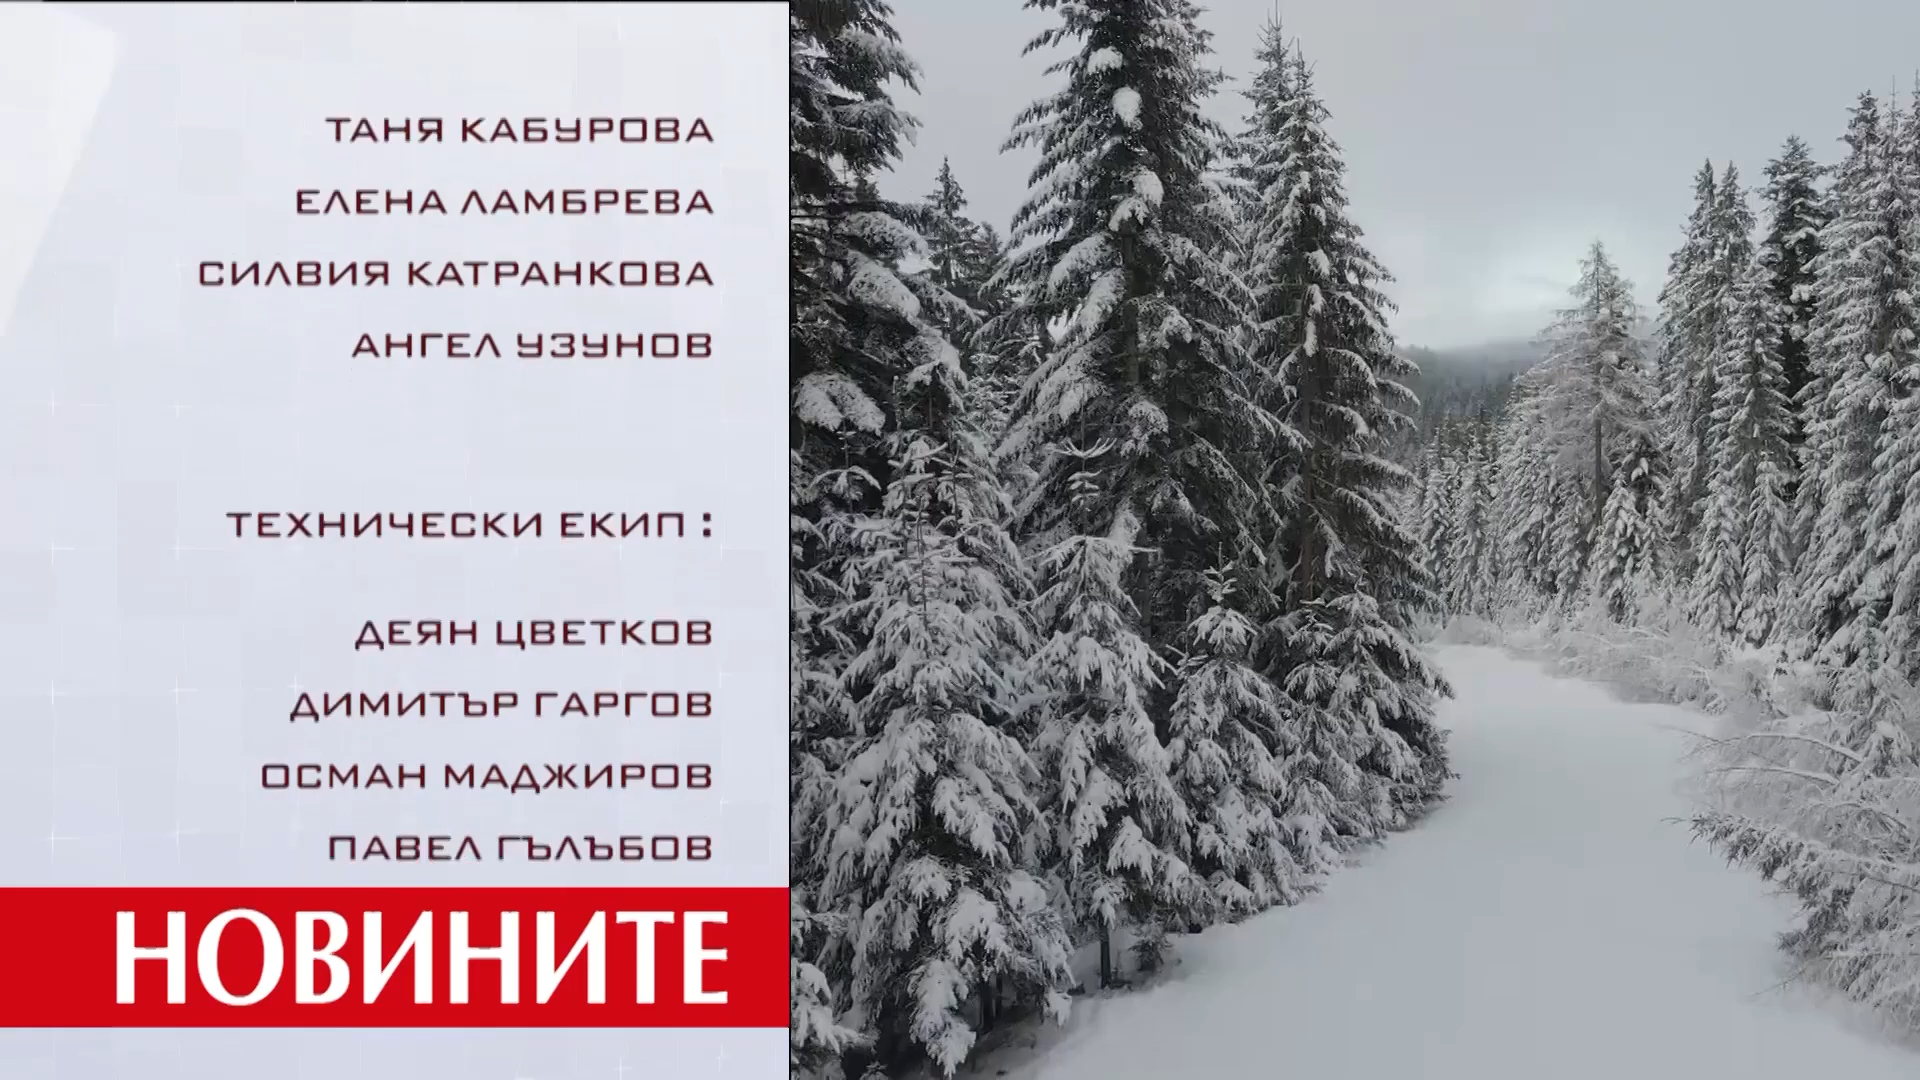 ТАНЯ КАБУРОВА
ЕЛЕНА ЛАМБРЕВА
СИЛВИЯ КАТРАНКОВА
АНГЕЛ УЗУНОВ
ТЕХНИЧЕСКИ ЕКИП :
ДЕЯН ЦВЕТКОВ
ДИМИТЪР ГАРГОВ
ОСМАН МАДЖИРОВ
ПАВЕЛ ГЪЛЪБОВ
НОВИНИТЕ